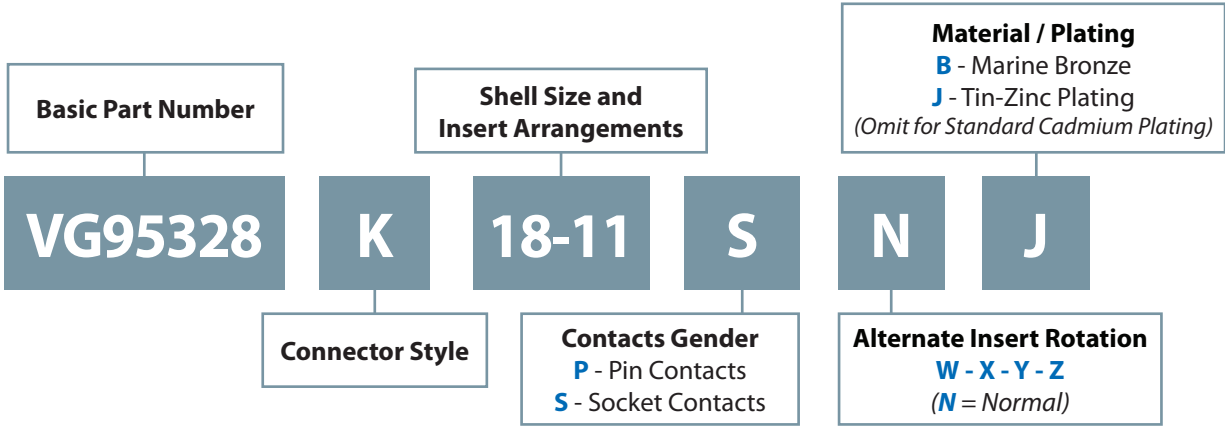 Material / Plating
B - Marine Bronze
J - Tin-Zinc Plating
(Omit for Standard Cadmium Plating)
Basic Part Number
Shell Size and
Insert Arrangements
VG95328 K 18-11 S N J
Connector Style
Contacts Gender
P - Pin Contacts
S - Socket Contacts
Alternate Insert Rotation
W - X - Y - Z
(N = Normal)